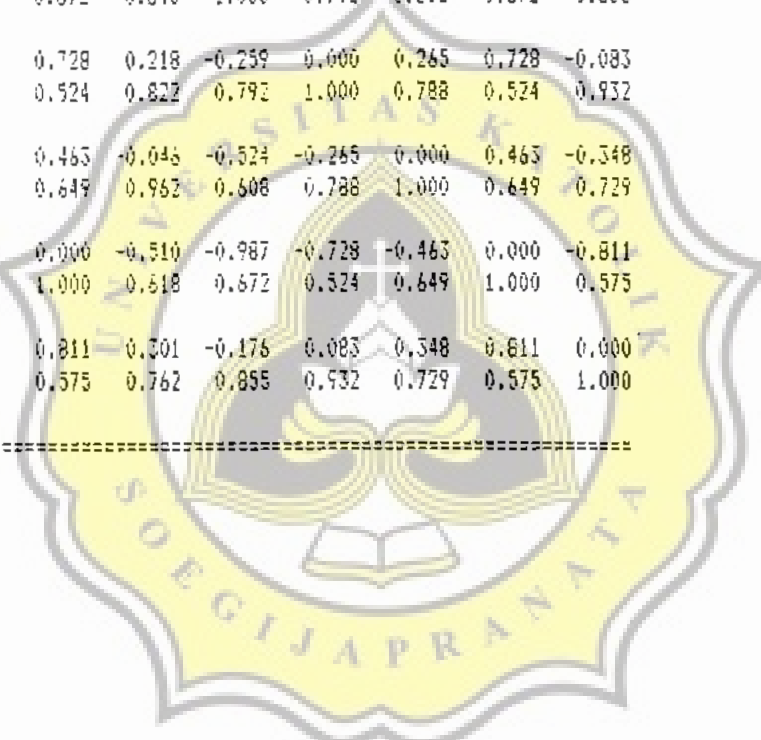 0.728 0.218 -0.259 0.000 0.265 0.728 -0.083
0.524 0.822 0.792 1.000 0.788 0.524 0.932
0.463 -0.046 -0.524 -0.265 0.000 0.463 -0.348
0.649 0.962 0.608 0.788 1.000 0.649 0.729
0.000 -0.510 -0.987 -0.728 -0.463 0.000 -0.811
1.000 0.618 0.672 0.524 0.649 1.000 0.575
0.811 0.301 -0.176 0.083 0.348 0.811 0.000
0.575 0.762 0.855 0.932 0.729 0.575 1.000
UNIVERSITAS KATOLIK
SOEGIJAPRANATA